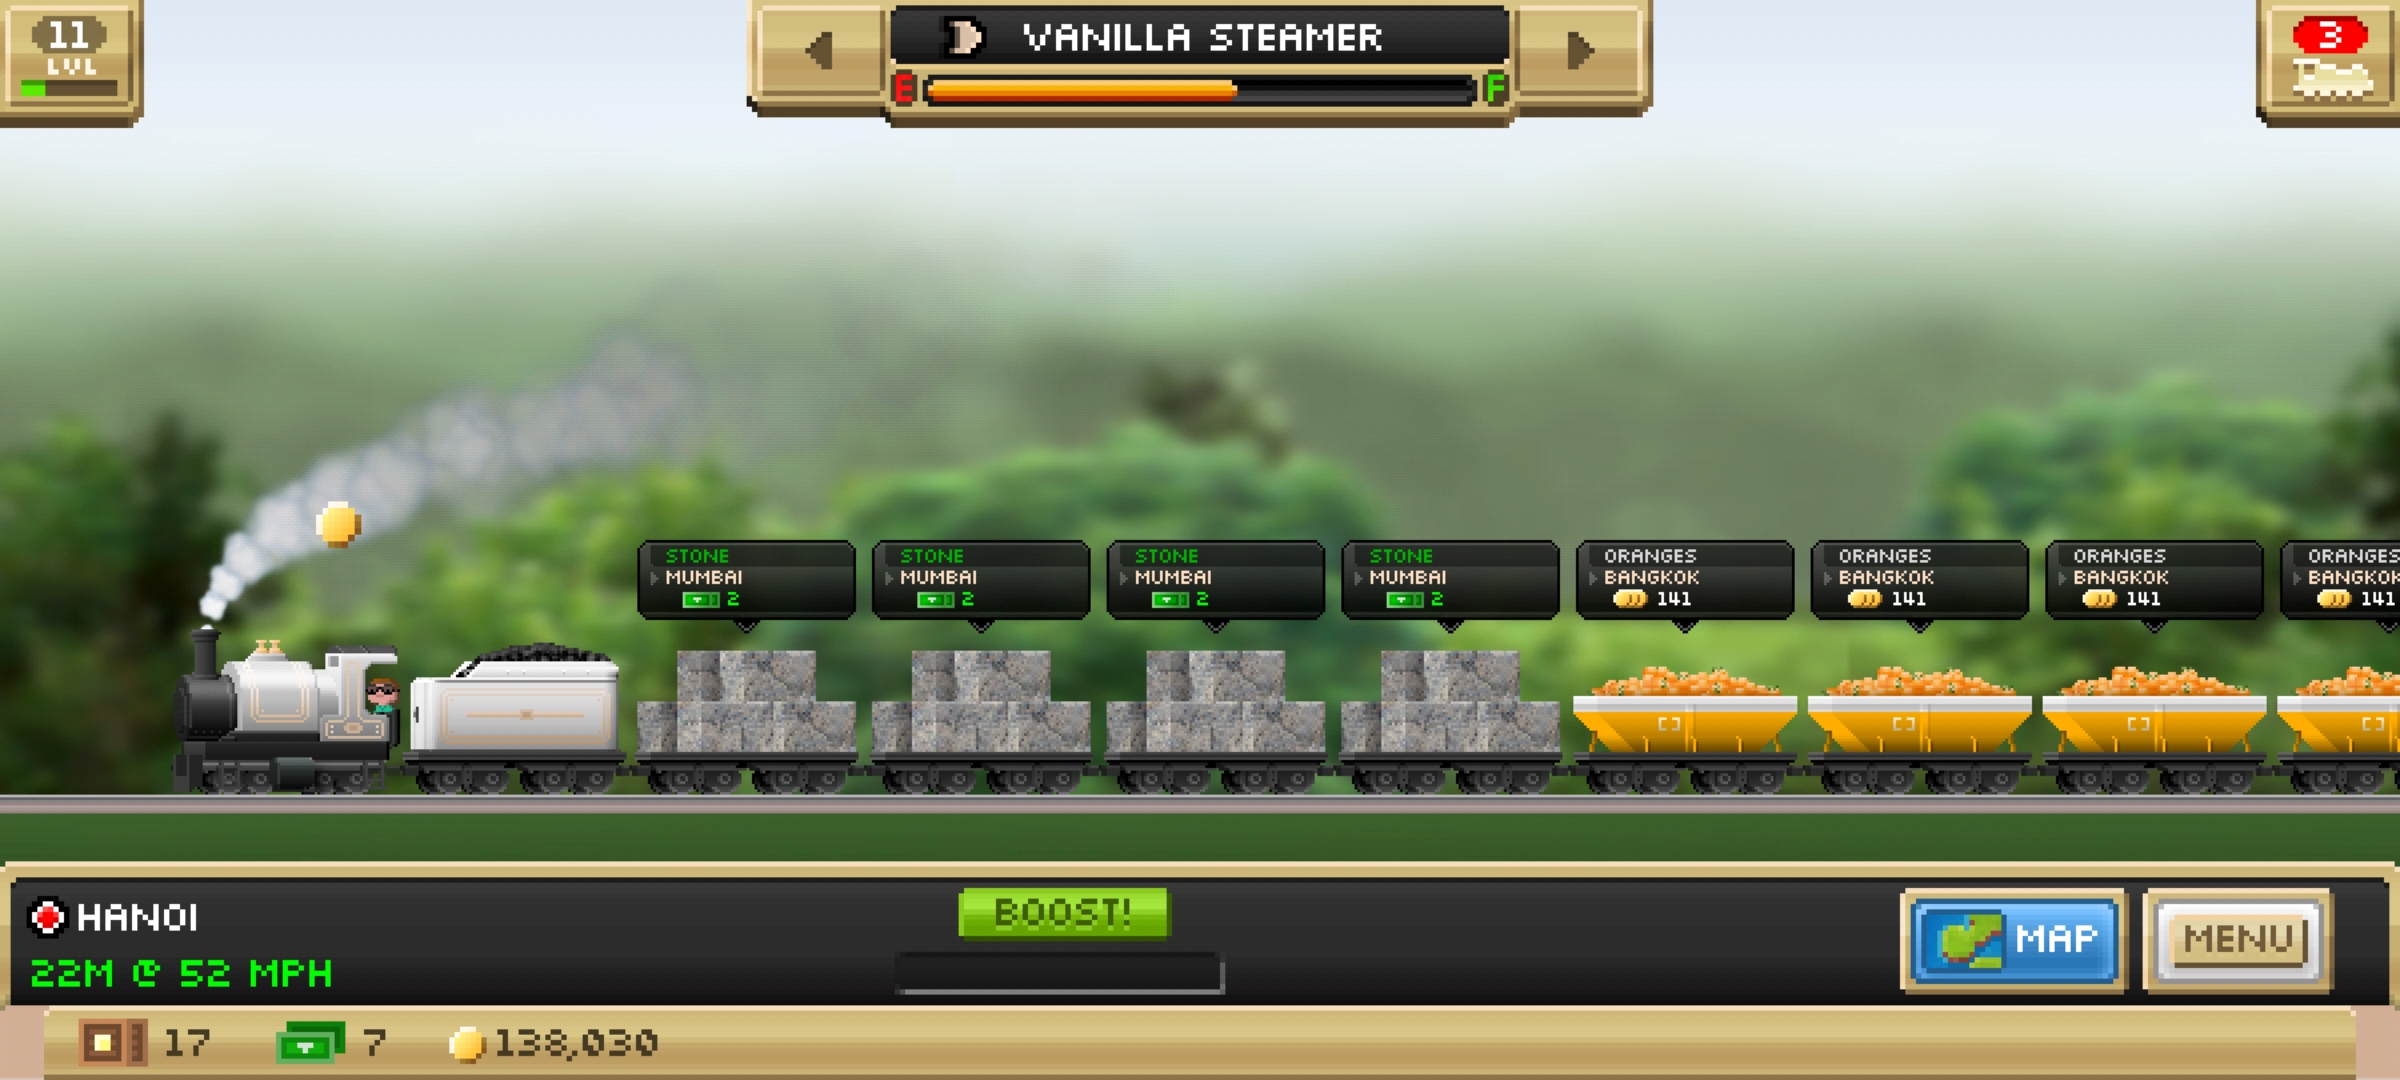 11
LVL
VANILLA STEAMER
E F
3
STONE
MUMBAI
2
STONE
MUMBAI
2
STONE
MUMBAI
2
STONE
MUMBAI
2
ORANGES
BANGKOK
141
ORANGES
BANGKOK
141
ORANGES
BANGKOK
141
ORANGES
BANGKOK
141
HANOI
22M @ 52 MPH
BOOST!
MAP
MENU
17
7
138,030